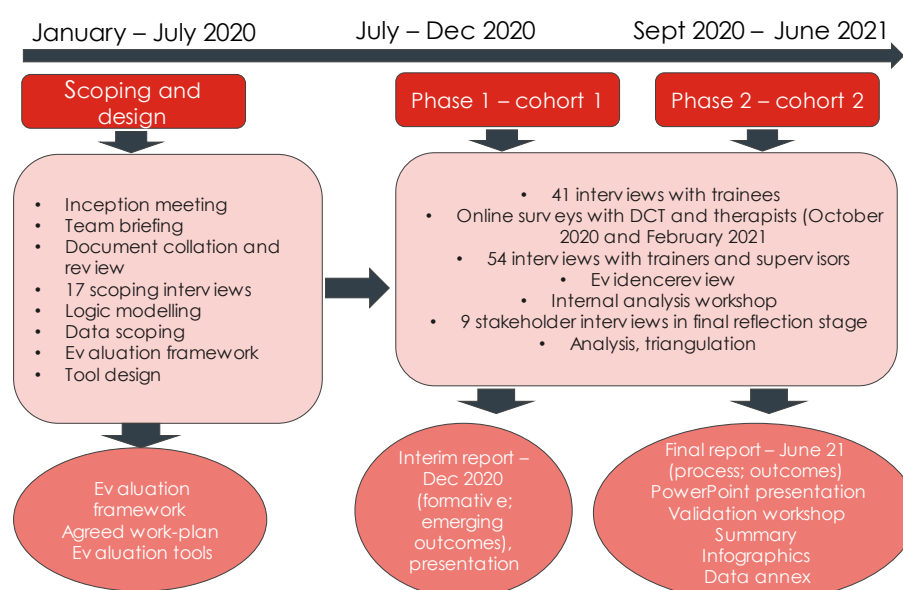 January – July 2020
July – Dec 2020
Sept 2020 – June 2021
Scoping and
design
Phase 1 – cohort 1
Phase 2 – cohort 2
• Inception meeting
• Team briefing
• Document collation and
review
• 17 scoping interviews
• Logic modelling
• Data scoping
• Evaluation framework
• Tool design
• 41 interviews with trainees
• Online surveys with DCT and therapists (October
2020 and February 2021
• 54 interviews with trainers and supervisors
• Evidencereview
• Internal analysis workshop
• 9 stakeholder interviews in final reflection stage
• Analysis, triangulation
Evaluation
framework
Agreed work-plan
Evaluation tools
Interim report –
Dec 2020
(formative;
emerging
outcomes),
presentation
Final report – June 21
(process; outcomes)
PowerPoint presentation
Validation workshop
Summary
Infographics
Data annex